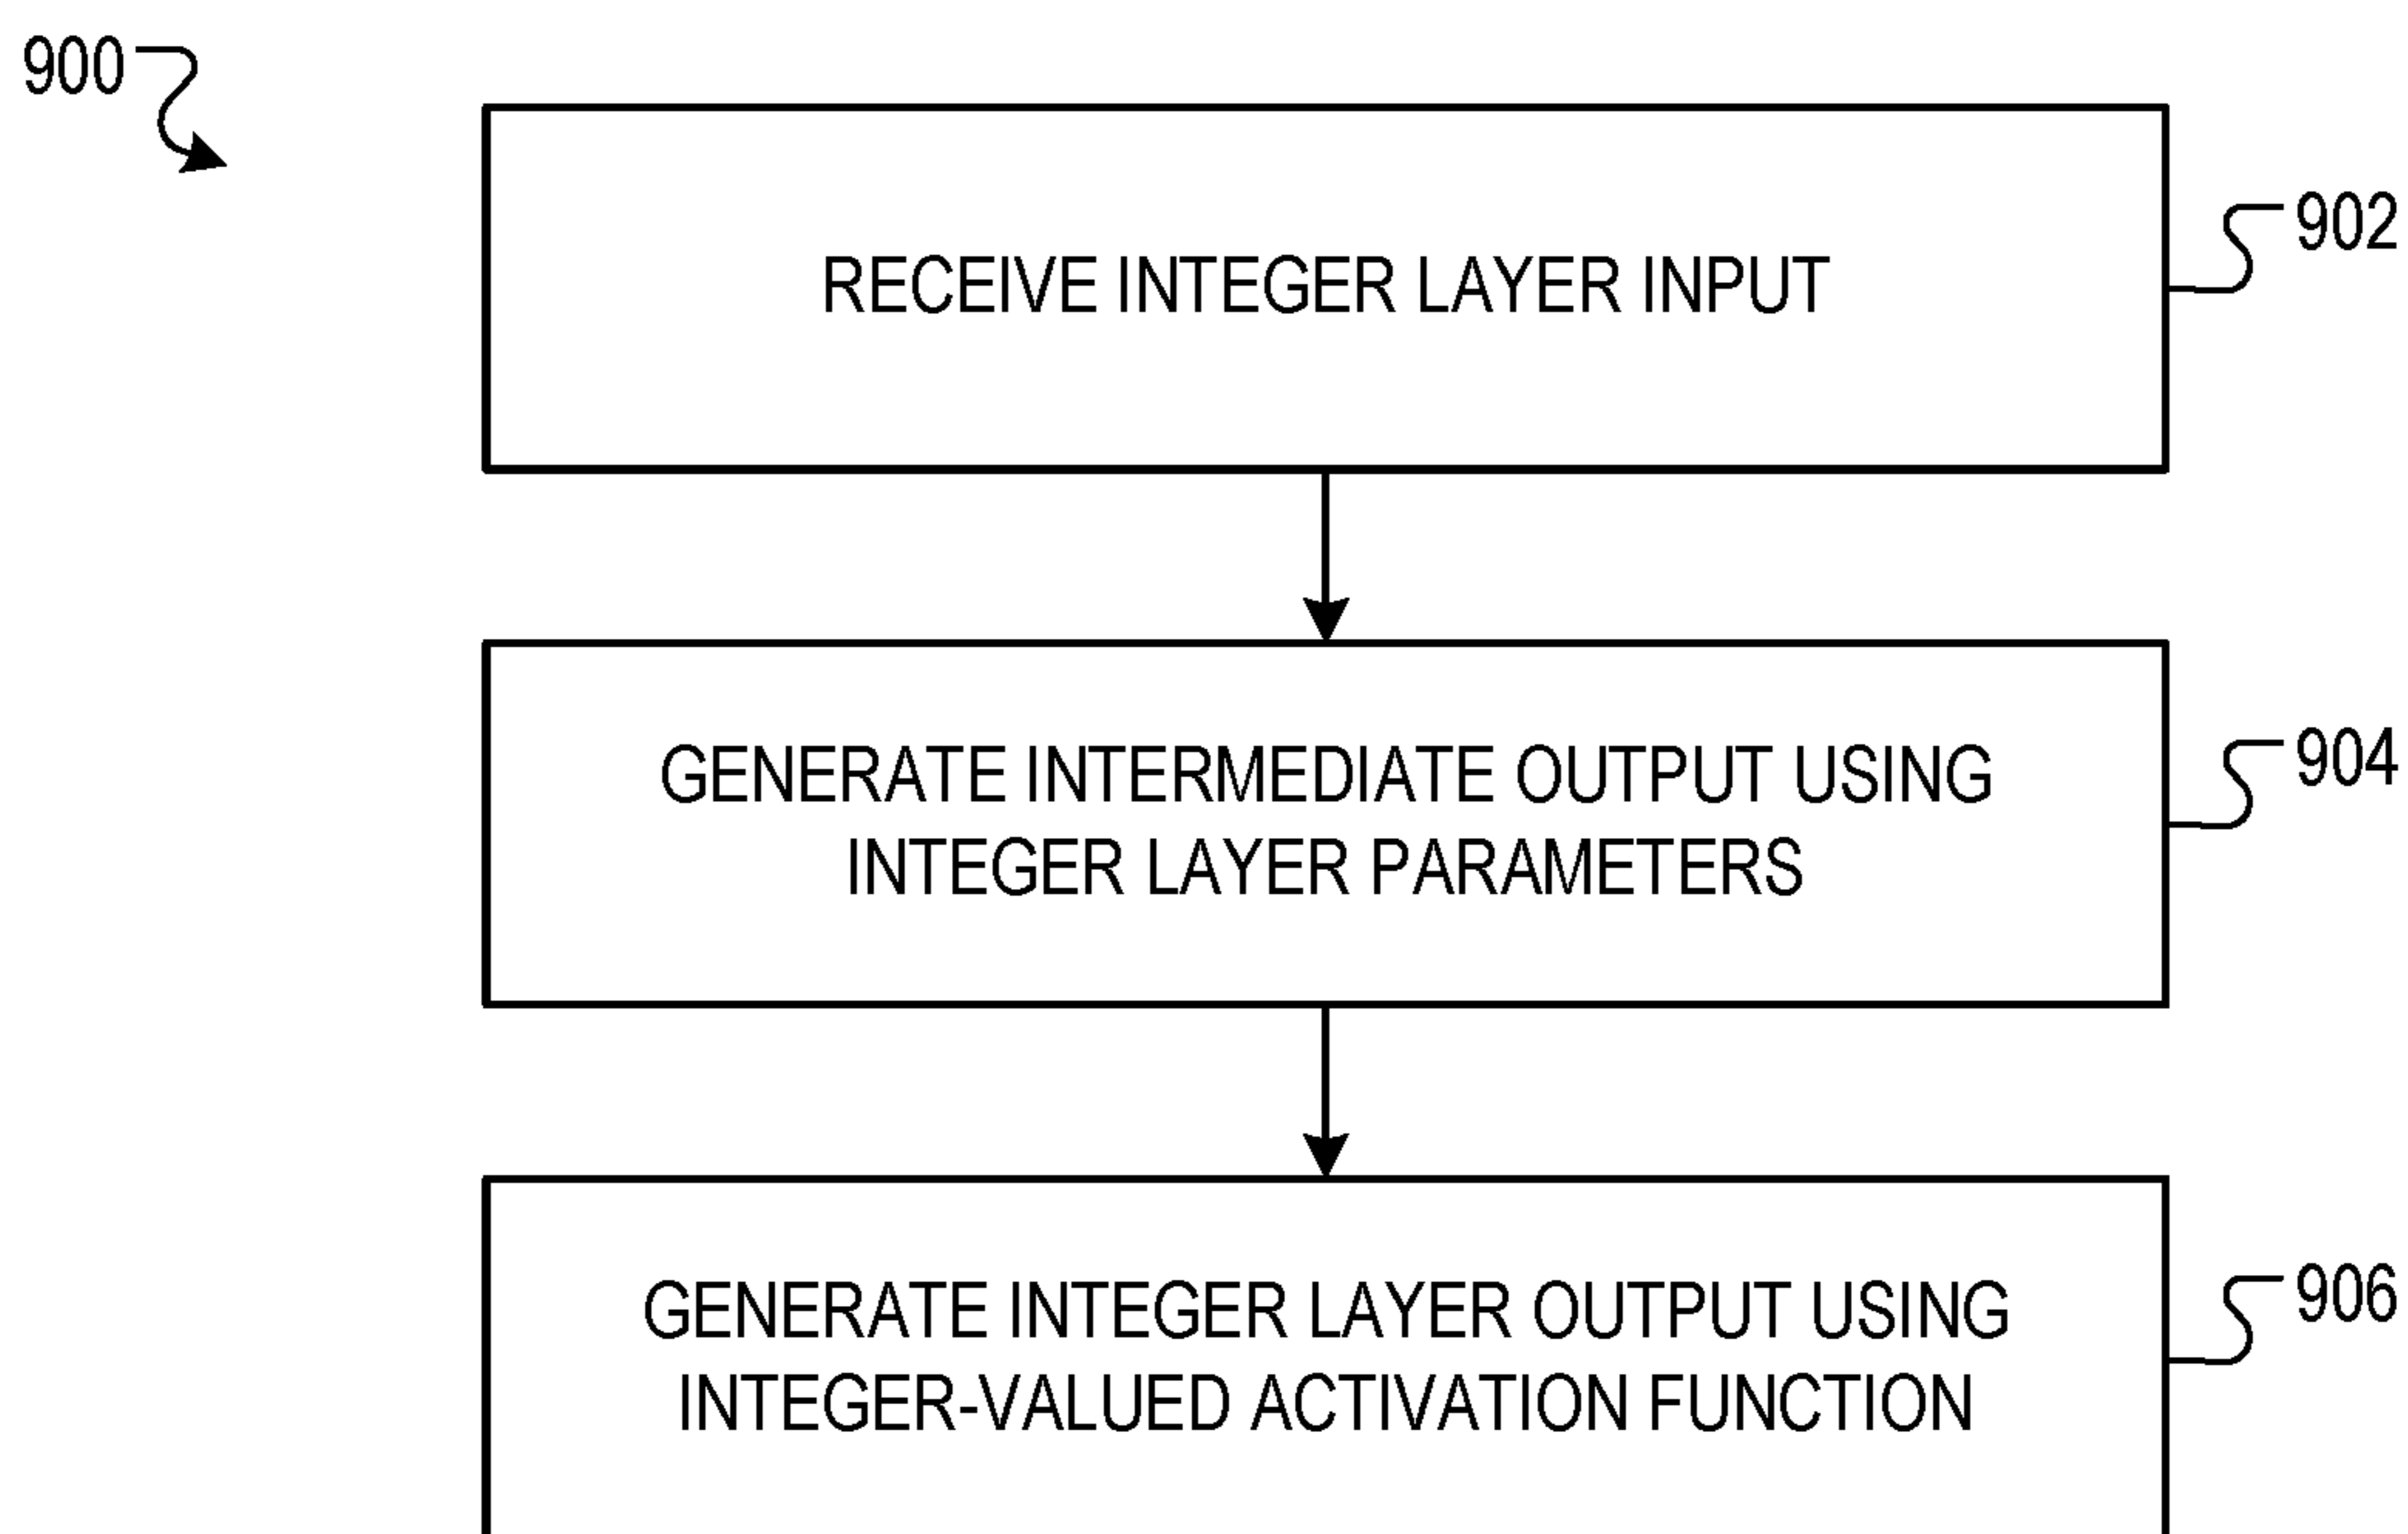 900
RECEIVE INTEGER LAYER INPUT
902
GENERATE INTERMEDIATE OUTPUT USING
INTEGER LAYER PARAMETERS
904
GENERATE INTEGER LAYER OUTPUT USING
INTEGER-VALUED ACTIVATION FUNCTION
906